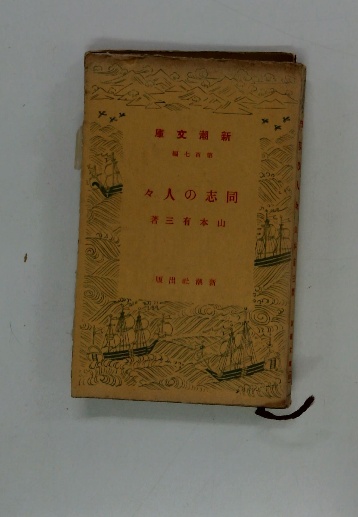 庫文潮新
編七百第
々人の志同
著三有本山
版出社潮新